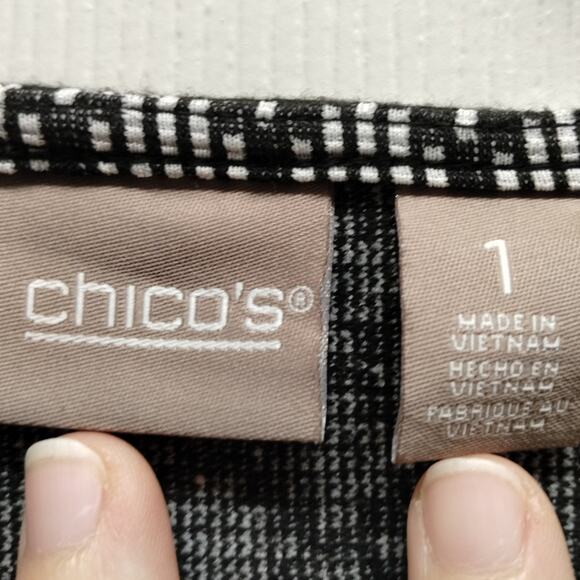 chico's®
1
MADE IN
VIETNAM
HECHO EN
VIETNAM
FABRIQUE AU
VIETNAM